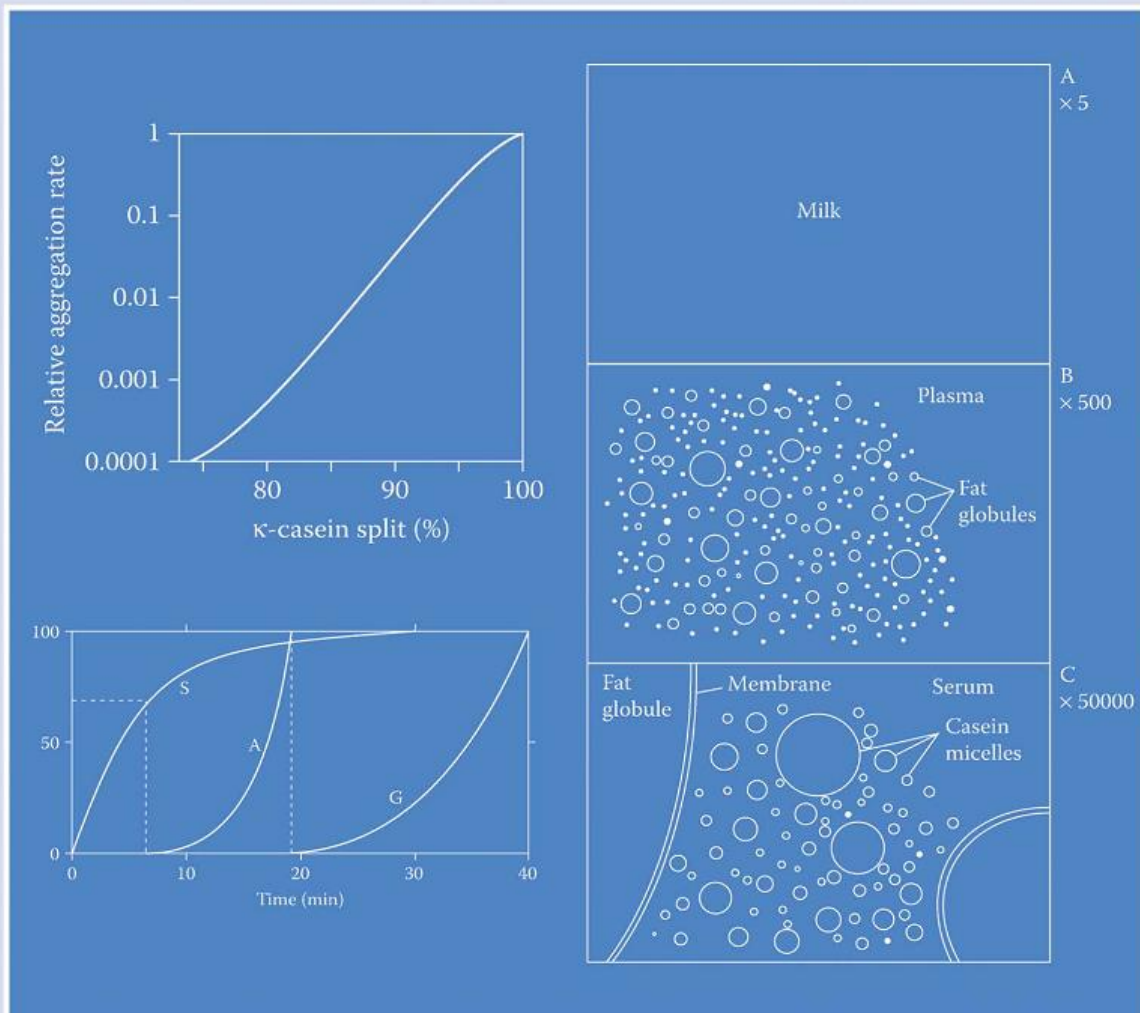 1
0.1
0.01
0.001
0.0001
Relative aggregation rate
80 90 100
κ-casein split (%)
100
50
0
S
A
G
0 10 20 30 40
Time (min)
A
× 5
Milk
B
× 500
Plasma
Fat
globules
C
× 50000
Fat
globule
Membrane
Serum
Casein
micelles